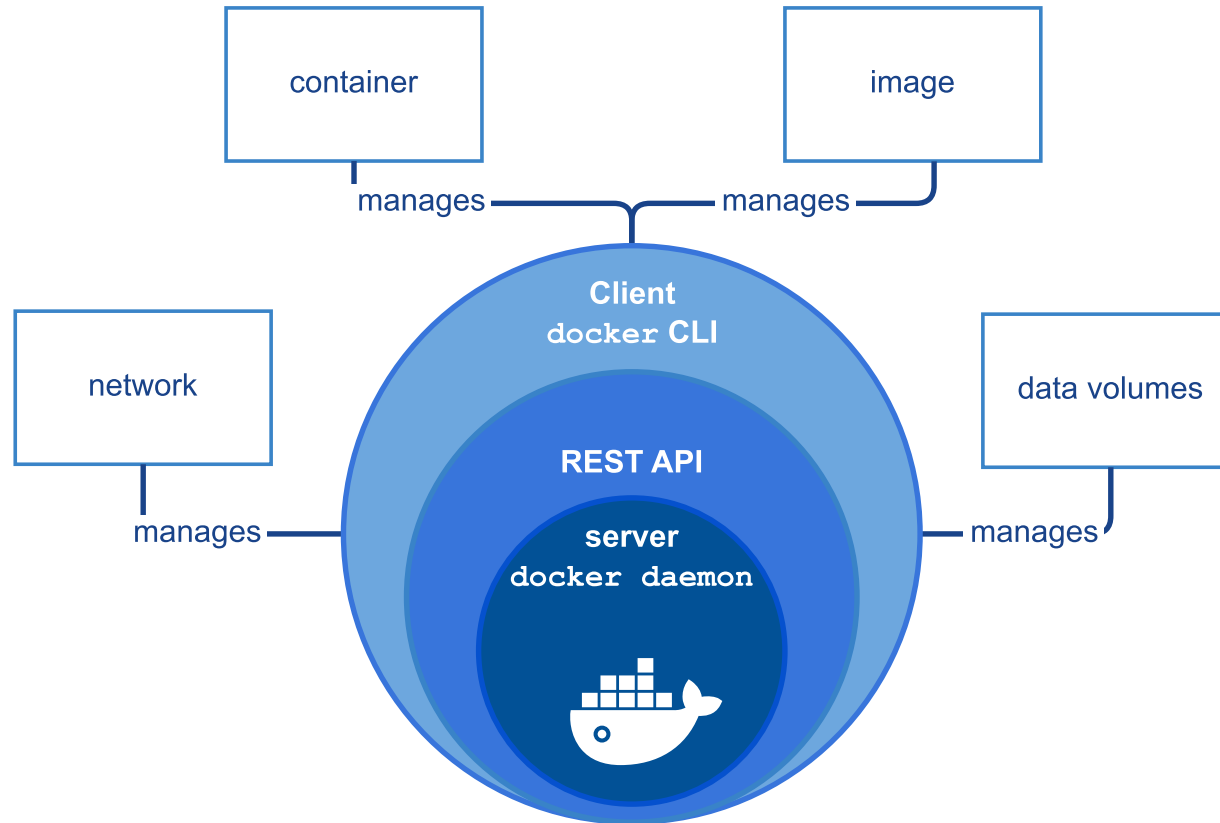 container
image
manages
manages
Client
docker CLI
network
data volumes
REST API
manages
server
docker daemon
manages